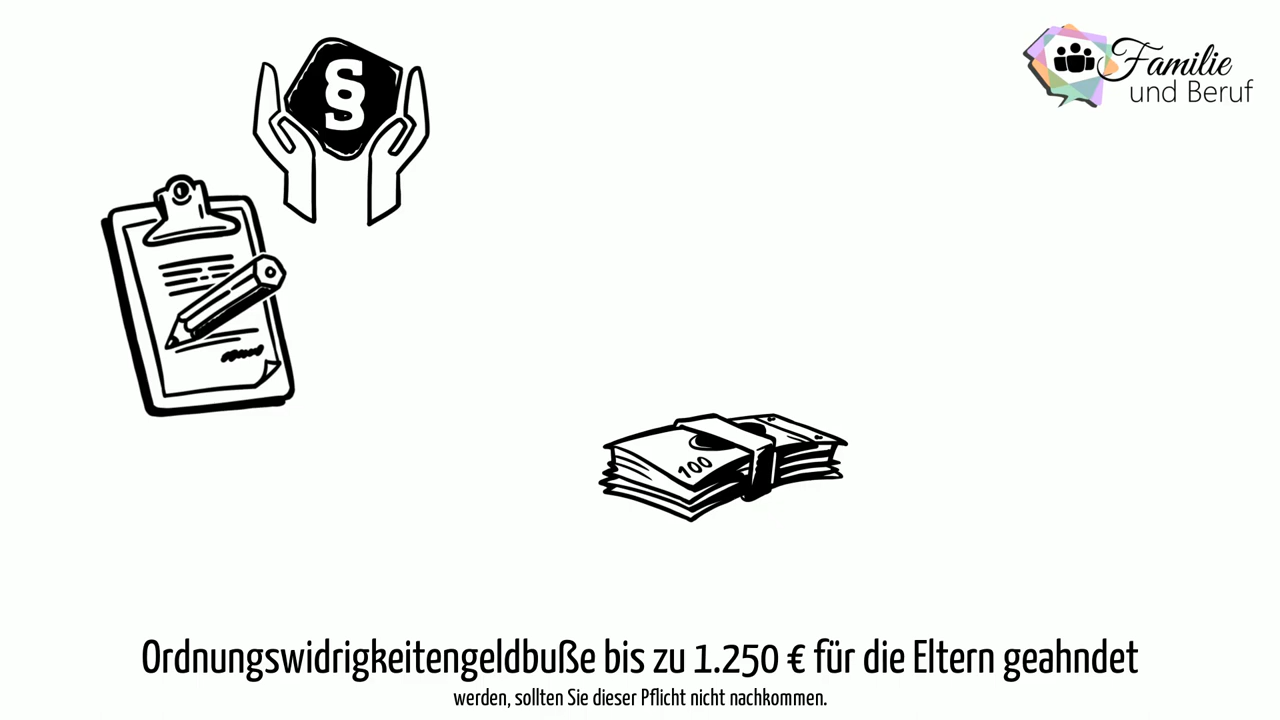 §
Familie
und Beruf
100
Ordnungswidrigkeitengeldbuße bis zu 1.250 € für die Eltern geahndet
werden, sollten Sie dieser Pflicht nicht nachkommen.